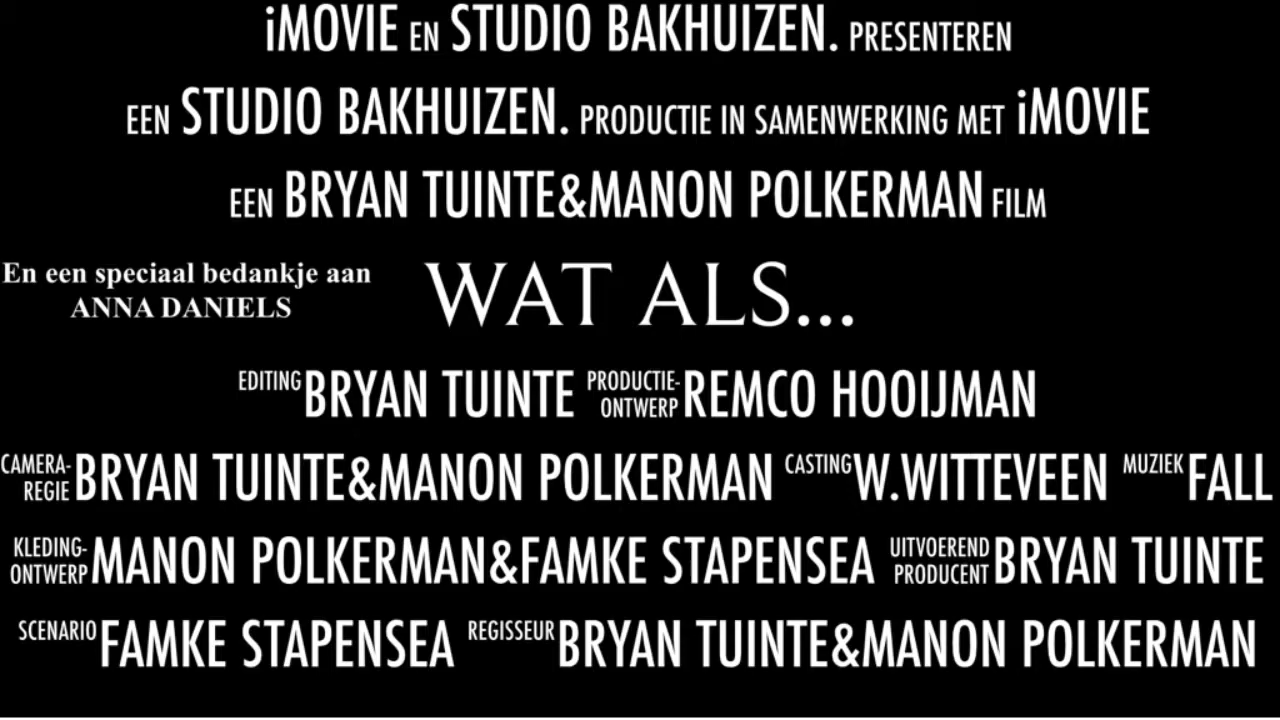 iMOVIE EN STUDIO BAKHUIZEN. PRESENTEREN
EEN STUDIO BAKHUIZEN. PRODUCTIE IN SAMENWERKING MET iMOVIE
EEN BRYAN TUINTE&MANON POLKERMAN FILM
En een speciaal bedankje aan
ANNA DANIELS
WAT ALS...
EDITING BRYAN TUINTE PRODUCTIE-ONTWERP REMCO HOOIJMAN
CAMERA-REGIE BRYAN TUINTE&MANON POLKERMAN CASTING W.WITTEVEEN MUZIEK FALL
KLEDING-ONTWERP MANON POLKERMAN&FAMKE STAPENSEA UITVOEREND PRODUCENT BRYAN TUINTE
SCENARIO FAMKE STAPENSEA REGISSEUR BRYAN TUINTE&MANON POLKERMAN